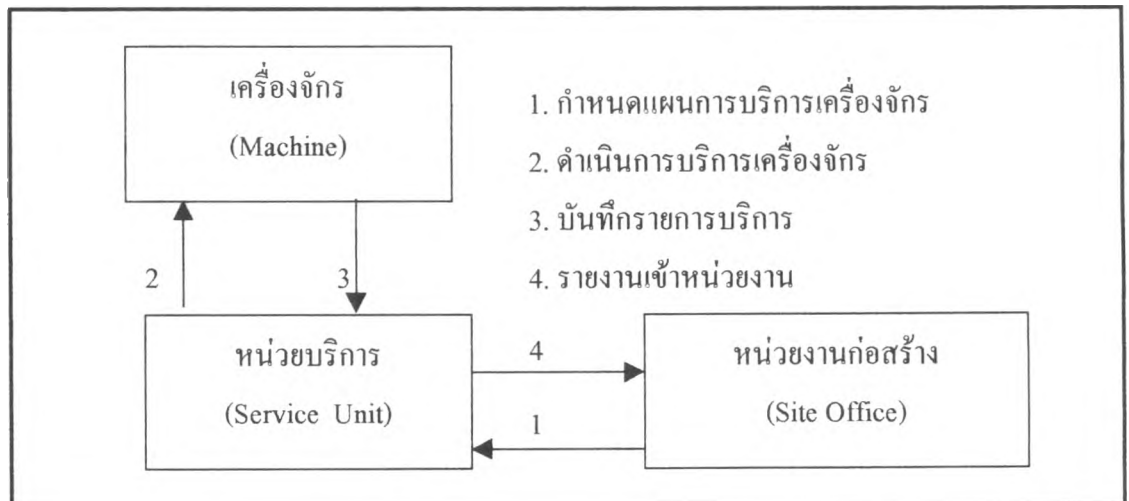 เครื่องจักร
(Machine)
1. กำหนดแผนการบริการเครื่องจักร
2. ดำเนินการบริการเครื่องจักร
3. บันทึกรายการบริการ
4. รายงานเข้าหน่วยงาน
2
3
หน่วยบริการ
(Service Unit)
4
1
หน่วยงานก่อสร้าง
(Site Office)